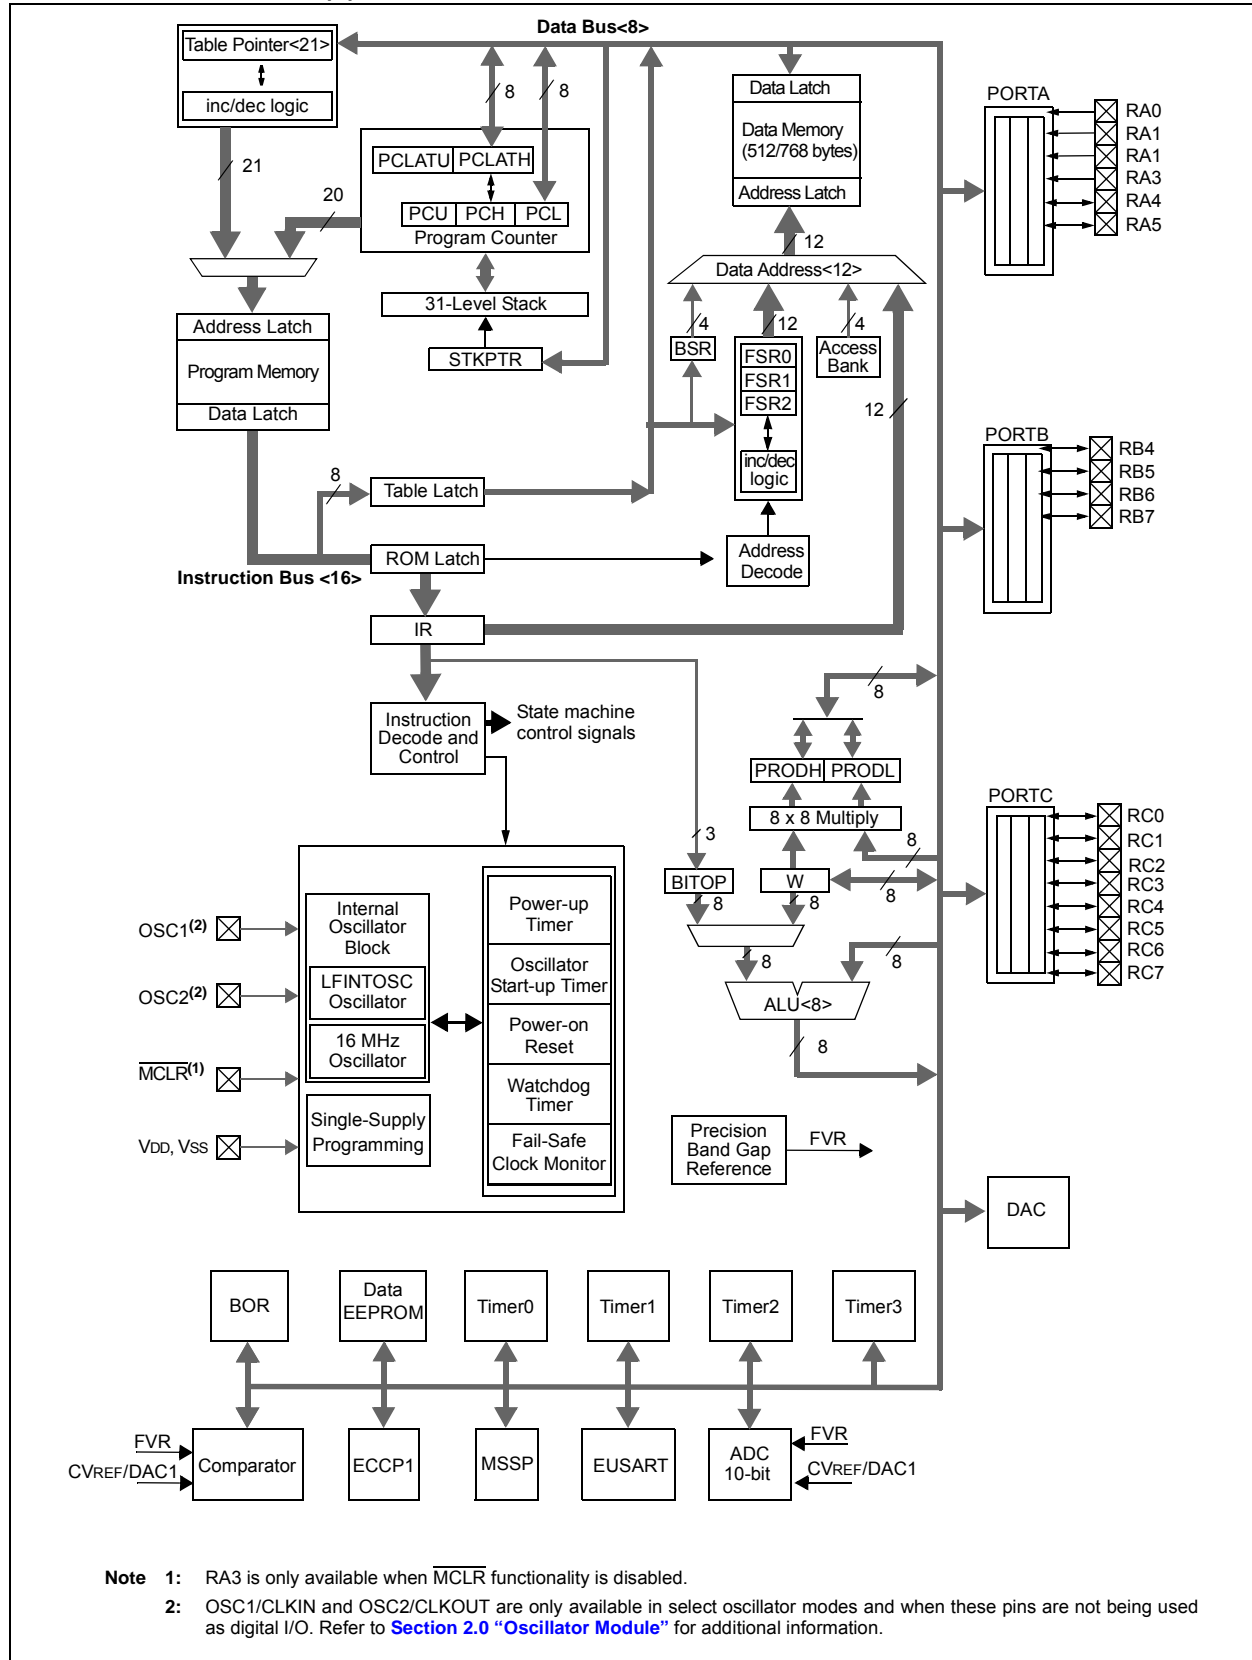 Data Bus<8>
Table Pointer<21>
inc/dec logic
21
20
8
8
PCLATU PCLATH
PCU PCH PCL
Program Counter
31-Level Stack
STKPTR
Address Latch
Program Memory
Data Latch
8
Table Latch
ROM Latch
Instruction Bus <16>
IR
Instruction
Decode and
Control
State machine
control signals
Data Latch
Data Memory
(512/768 bytes)
Address Latch
12
Data Address<12>
4
12
4
BSR
FSR0
FSR1
FSR2
inc/dec
logic
Access
Bank
12
Address
Decode
8
PRODH PRODL
8 x 8 Multiply
3
8
BITOP
W
8
8
8
8
8
ALU<8>
8
PORTA
RA0
RA1
RA1
RA3
RA4
RA5
PORTB
RB4
RB5
RB6
RB7
PORTC
RC0
RC1
RC2
RC3
RC4
RC5
RC6
RC7
OSC1(2)
OSC2(2)
MCLR(1)
VDD, VSS
Internal
Oscillator
Block
LFINTOSC
Oscillator
16 MHz
Oscillator
Single-Supply
Programming
Power-up
Timer
Oscillator
Start-up Timer
Power-on
Reset
Watchdog
Timer
Fail-Safe
Clock Monitor
Precision
Band Gap
Reference
FVR
DAC
BOR
Data
EEPROM
Timer0
Timer1
Timer2
Timer3
FVR
CVREF/DAC1
Comparator
ECCP1
MSSP
EUSART
ADC
10-bit
FVR
CVREF/DAC1
Note 1: RA3 is only available when MCLR functionality is disabled.
2: OSC1/CLKIN and OSC2/CLKOUT are only available in select oscillator modes and when these pins are not being used
as digital I/O. Refer to Section 2.0 “Oscillator Module” for additional information.